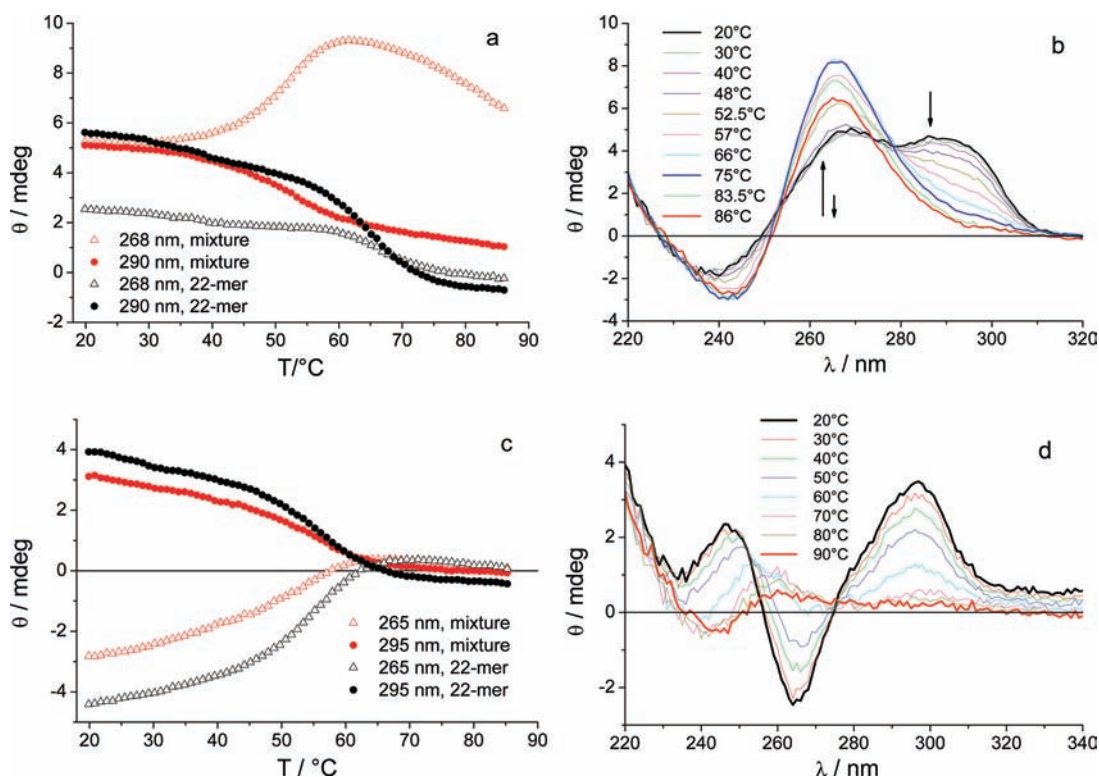 a
θ / mdeg
10
8
6
4
2
0
-2
268 nm, mixture
290 nm, mixture
268 nm, 22-mer
290 nm, 22-mer
20 30 40 50 60 70 80 90
T/°C
b
θ / mdeg
10
8
6
4
2
0
-2
-4
20°C
30°C
40°C
48°C
52.5°C
57°C
66°C
75°C
83.5°C
86°C
220 240 260 280 300 320
λ / nm
c
θ / mdeg
4
2
0
-2
-4
265 nm, mixture
295 nm, mixture
265 nm, 22-mer
295 nm, 22-mer
20 30 40 50 60 70 80 90
T / °C
d
θ / mdeg
4
2
0
-2
20°C
30°C
40°C
50°C
60°C
70°C
80°C
90°C
220 240 260 280 300 320 340
λ / nm